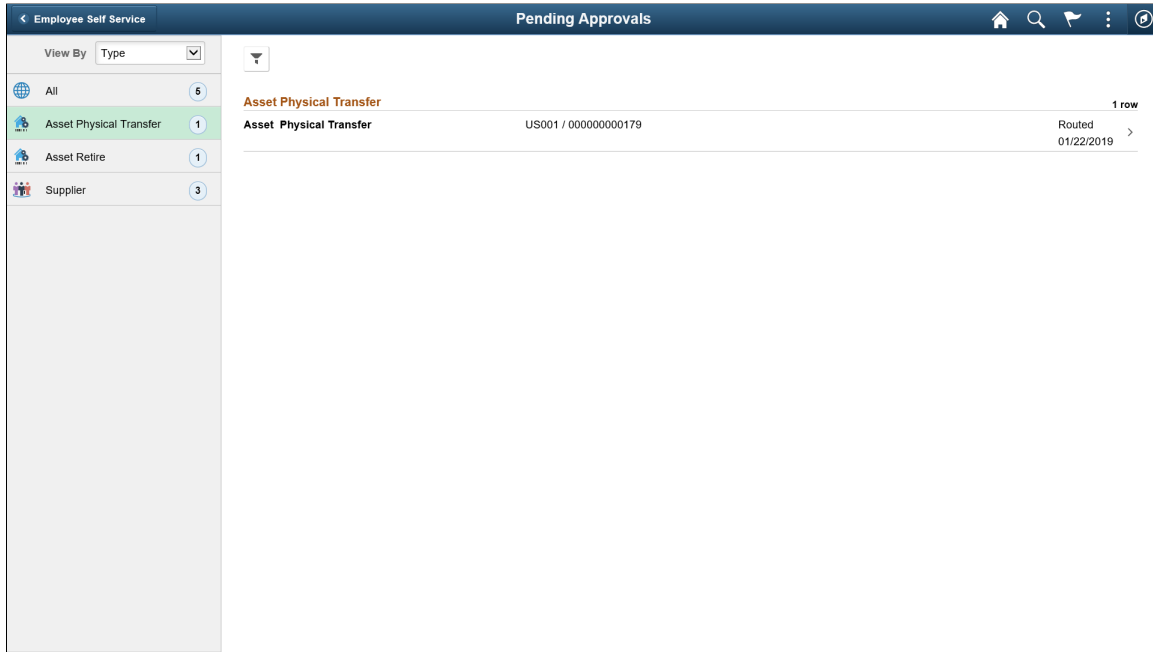 Employee Self Service
Pending Approvals
View By Type
All 5
Asset Physical Transfer 1
Asset Retire 1
Supplier 3
Asset Physical Transfer
1 row
Asset Physical Transfer US001 / 000000000179 Routed
01/22/2019